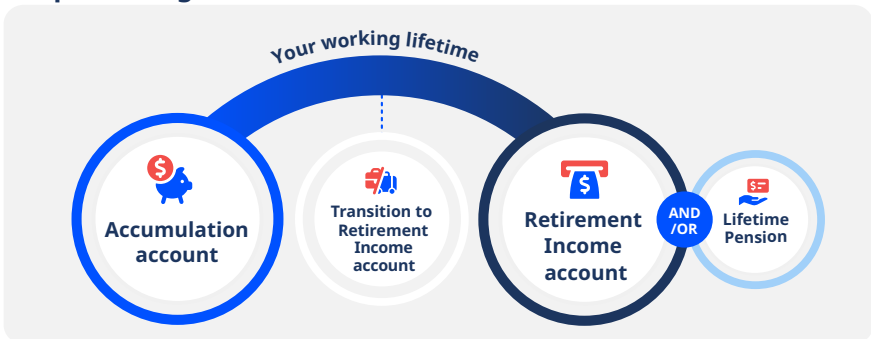 Your working lifetime
$
Accumulation
account
Transition to
Retirement
Income
account
$
Retirement
Income
account
AND
/OR
$
Lifetime
Pension